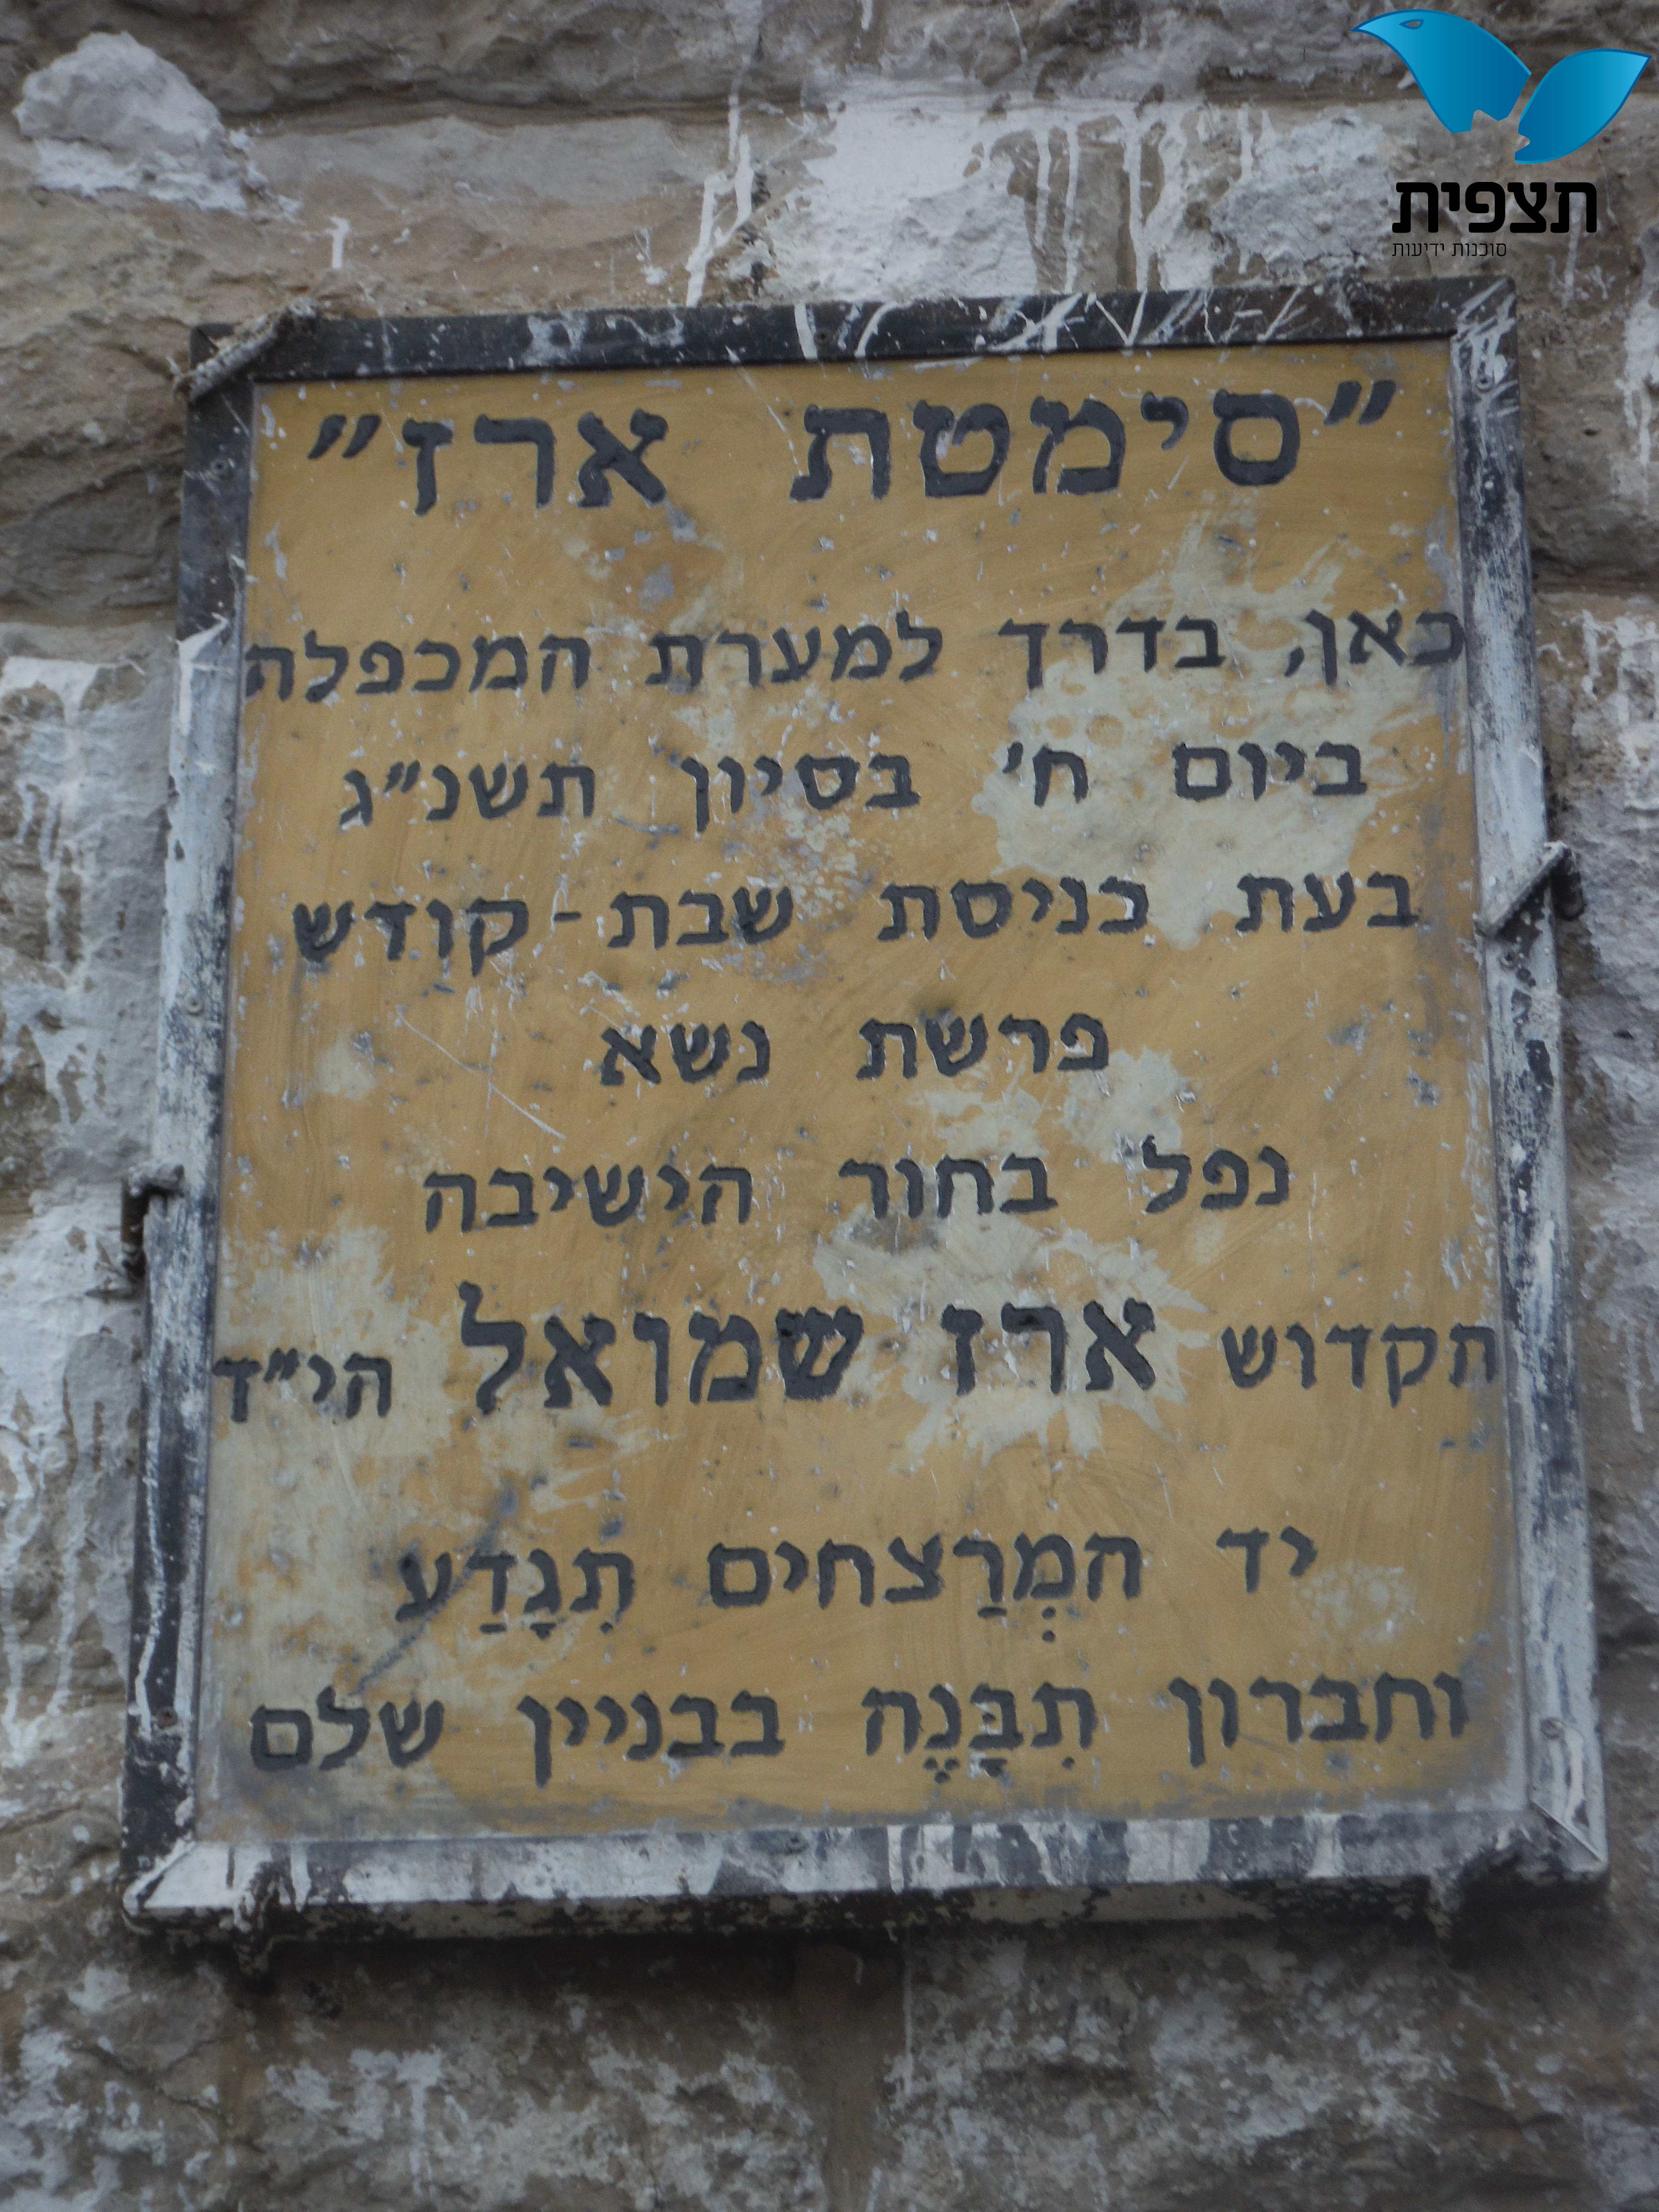 תצפית
סוכנות ידיעות
"סימטת ארז"
כאן, בדרך למערת המכפלה
ביום ח' בסיון תשנ"ג
בעת כניסת שבת-קודש
פרשת נשא
נפל בחור הישיבה
הקדוש ארז שמואל הי"ד
יד המְרַצחים תִגָדַע
וחברון תִבָּנֶה בבניין שלם